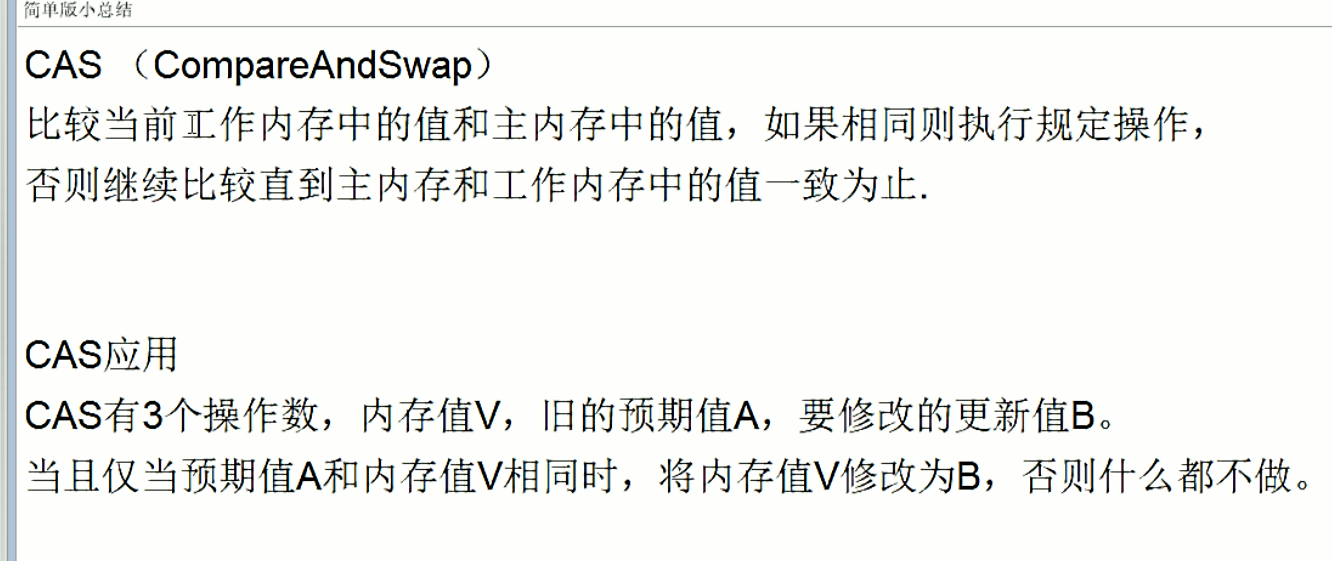 简单版小总结
CAS （CompareAndSwap）
比较当前工作内存中的值和主内存中的值，如果相同则执行规定操作，
否则继续比较直到主内存和工作内存中的值一致为止.
CAS应用
CAS有3个操作数，内存值V，旧的预期值A，要修改的更新值B。
当且仅当预期值A和内存值V相同时，将内存值V修改为B，否则什么都不做。